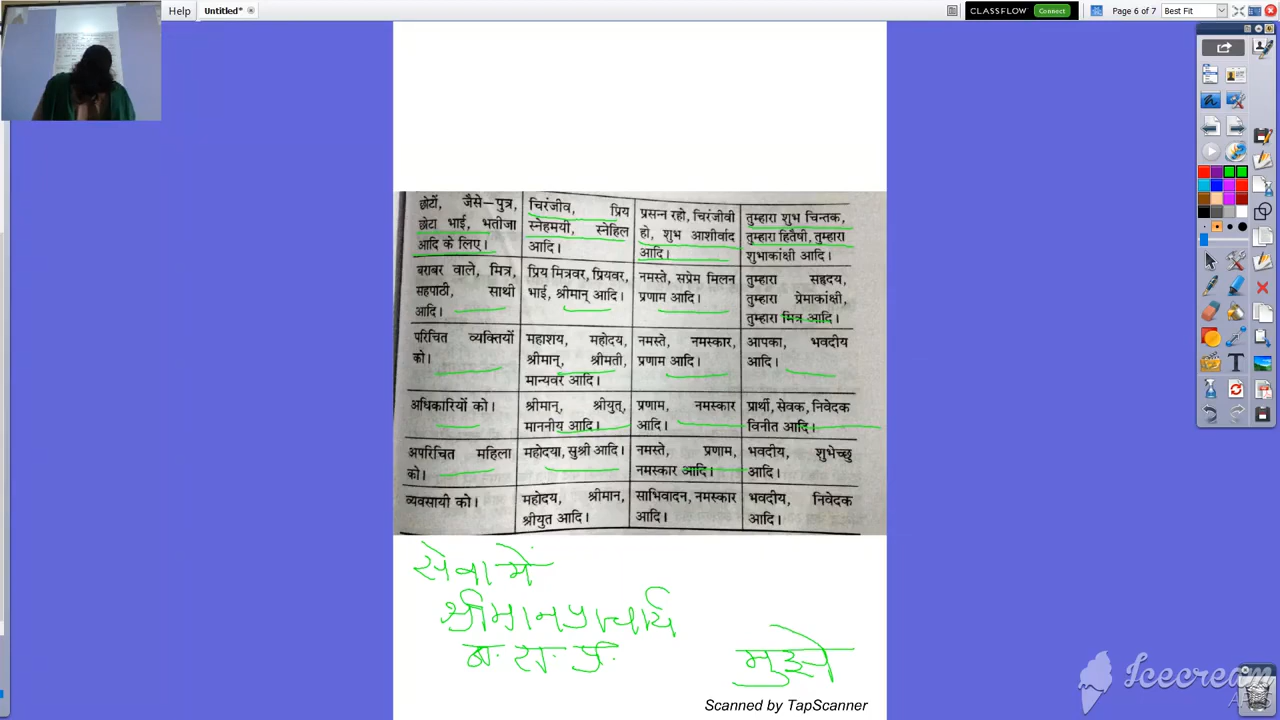 Help Untitled* CLASSFLOW Connect Page 6 of 7 Best Fit
छोटों, जैसे-पुत्र, छोटा भाई, भतीजा आदि के लिए।
चिरंजीव, प्रिय स्नेहमयी, स्नेहिल आदि।
प्रसन्न रहो, चिरंजीवी हो, शुभ आशीर्वाद आदि।
तुम्हारा शुभ चिन्तक, तुम्हारा हितैषी, तुम्हारा शुभाकांक्षी आदि।
बराबर वाले, मित्र, सहपाठी, साथी आदि।
प्रिय मित्रवर, प्रियवर, भाई, श्रीमान् आदि।
नमस्ते, सप्रेम मिलन प्रणाम आदि।
तुम्हारा सहृदय, तुम्हारा प्रेमाकांक्षी, तुम्हारा मित्र आदि।
परिचित व्यक्तियों को।
महाशय, महोदय, श्रीमान्, श्रीमती, मान्यवर आदि।
नमस्ते, नमस्कार, प्रणाम आदि।
आपका, भवदीय आदि।
अधिकारियों को।
श्रीमान्, श्रीयुत्, माननीय आदि।
प्रणाम, नमस्कार आदि।
प्रार्थी, सेवक, निवेदक विनीत आदि।
अपरिचित महिला को।
महोदया, सुश्री आदि।
नमस्ते, प्रणाम, नमस्कार आदि।
भवदीय, शुभेच्छु आदि।
व्यवसायी को।
महोदय, श्रीमान, श्रीयुत आदि।
साभिवादन, नमस्कार आदि।
भवदीय, निवेदक आदि।
सेवा में
श्रीमान प्राचार्य
ब. रा. प्र.
मुझे
Scanned by TapScanner
Icecream
APPS